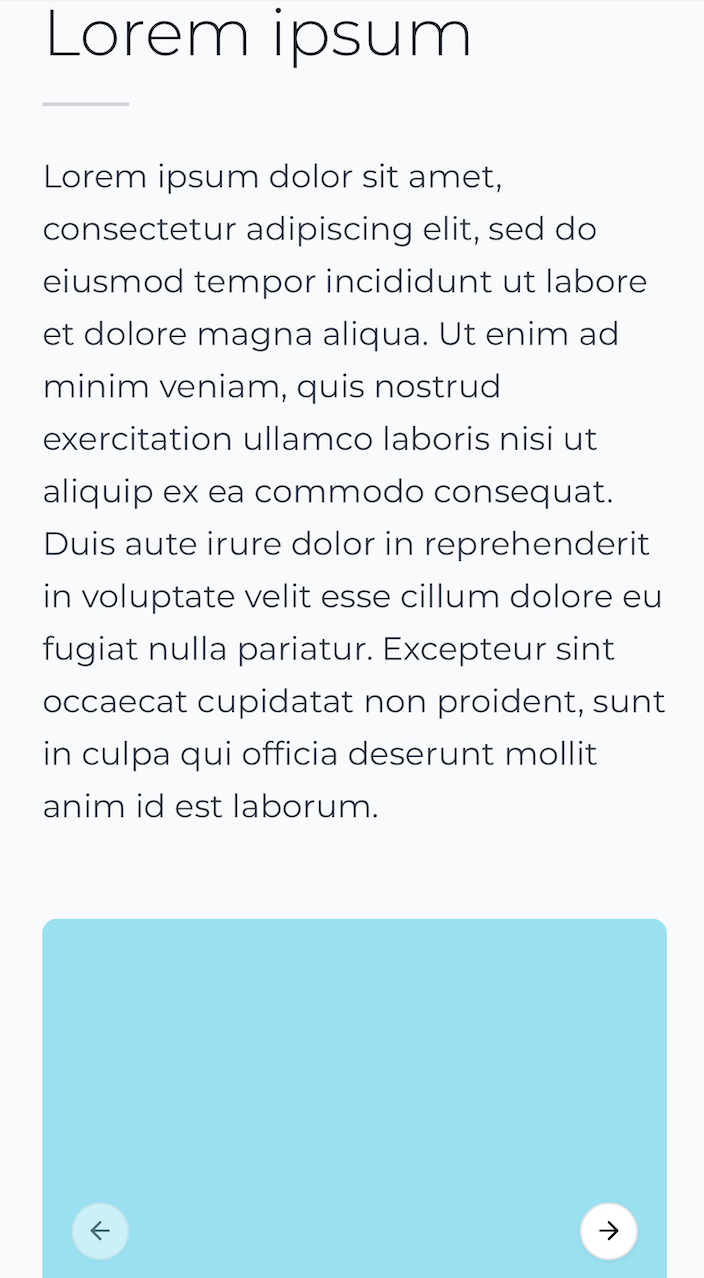 Lorem ipsum
Lorem ipsum dolor sit amet,
consectetur adipiscing elit, sed do
eiusmod tempor incididunt ut labore
et dolore magna aliqua. Ut enim ad
minim veniam, quis nostrud
exercitation ullamco laboris nisi ut
aliquip ex ea commodo consequat.
Duis aute irure dolor in reprehenderit
in voluptate velit esse cillum dolore eu
fugiat nulla pariatur. Excepteur sint
occaecat cupidatat non proident, sunt
in culpa qui officia deserunt mollit
anim id est laborum.